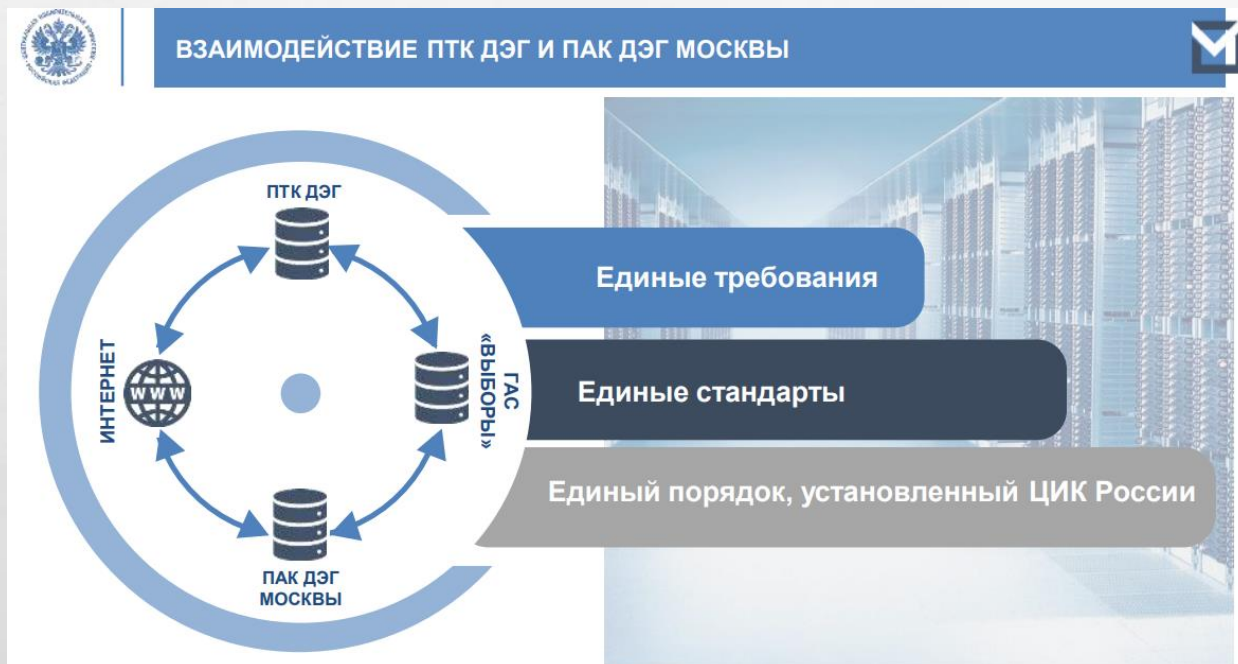 ВЗАИМОДЕЙСТВИЕ ПТК ДЭГ И ПАК ДЭГ МОСКВЫ
ПТК ДЭГ
ИНТЕРНЕТ
WWW
ГАС
«ВЫБОРЫ»
ПАК ДЭГ
МОСКВЫ
Единые требования
Единые стандарты
Единый порядок, установленный ЦИК России